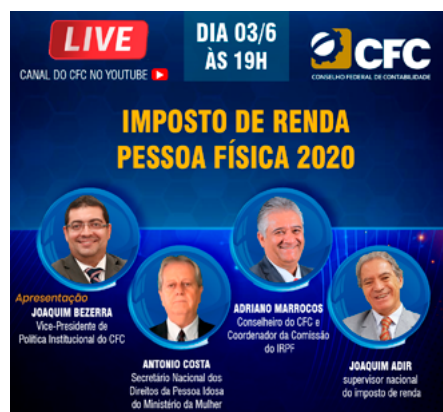 LIVE
CANAL DO CFC NO YOUTUBE
DIA 03/6
ÀS 19H
CFC
CONSELHO FEDERAL DE CONTABILIDADE
IMPOSTO DE RENDA
PESSOA FÍSICA 2020
Apresentação
JOAQUIM BEZERRA
Vice-Presidente de
Política Institucional do CFC
ANTONIO COSTA
Secretário Nacional dos
Direitos da Pessoa Idosa
do Ministério da Mulher
ADRIANO MARROCOS
Conselheiro do CFC e
Coordenador da Comissão
do IRPF
JOAQUIM ADIR
supervisor nacional
do imposto de renda